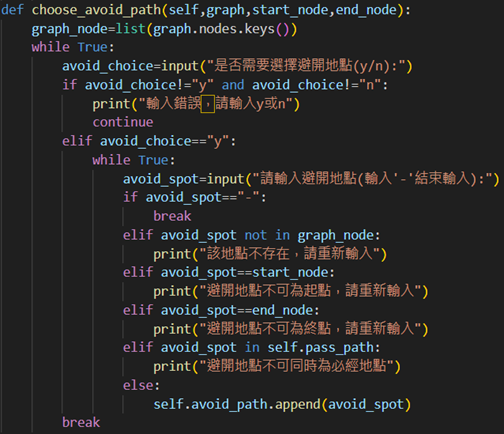 def choose_avoid_path(self,graph,start_node,end_node):
    graph_node=list(graph.nodes.keys())
    while True:
        avoid_choice=input("是否需要選擇避開地點(y/n):")
        if avoid_choice!="y" and avoid_choice!="n":
            print("輸入錯誤，請輸入y或n")
            continue
        elif avoid_choice=="y":
            while True:
                avoid_spot=input("請輸入避開地點(輸入'-'結束輸入):")
                if avoid_spot=="-":
                    break
                elif avoid_spot not in graph_node:
                    print("該地點不存在，請重新輸入")
                elif avoid_spot==start_node:
                    print("避開地點不可為起點，請重新輸入")
                elif avoid_spot==end_node:
                    print("避開地點不可為終點，請重新輸入")
                elif avoid_spot in self.pass_path:
                    print("避開地點不可同時為必經地點")
                else:
                    self.avoid_path.append(avoid_spot)
        break